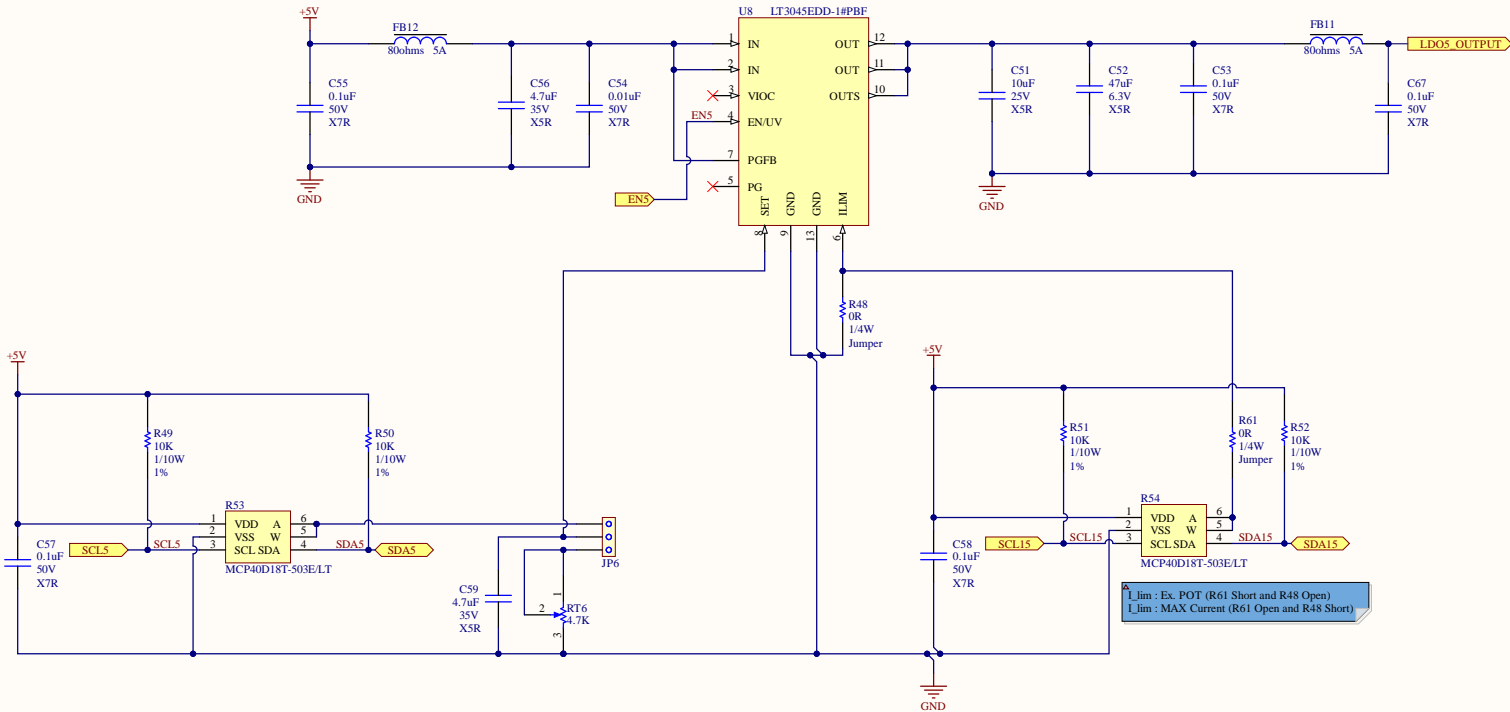 U8 LT3045EDD-1#PBF
+5V
FB12
80ohms 5A
C55
0.1uF
50V
X7R
C56
4.7uF
35V
X5R
C54
0.01uF
50V
X7R
GND
1 IN
2 IN
3 VIOC
EN5
4 EN/UV
7 PGFB
5 PG
EN5
OUT 12
OUT 11
OUTS 10
SET
GND
GND
ILIM
8
9
13
6
C51
10uF
25V
X5R
C52
47uF
6.3V
X5R
C53
0.1uF
50V
X7R
FB11
80ohms 5A
LDO5_OUTPUT
C67
0.1uF
50V
X7R
GND
R48
0R
1/4W
Jumper
+5V
R49
10K
1/10W
1%
R50
10K
1/10W
1%
R53
1 VDD A 6
2 VSS W 5
3 SCL SDA 4
MCP40D18T-503E/LT
SCL5
SCL5
SDA5
SDA5
C57
0.1uF
50V
X7R
JP6
C59
4.7uF
35V
X5R
1
2
3
RT6
4.7K
+5V
R51
10K
1/10W
1%
R61
0R
1/4W
Jumper
R52
10K
1/10W
1%
R54
1 VDD A 6
2 VSS W 5
3 SCL SDA 4
MCP40D18T-503E/LT
SCL15
SCL15
SDA15
SDA15
C58
0.1uF
50V
X7R
I_lim : Ex. POT (R61 Short and R48 Open)
I_lim : MAX Current (R61 Open and R48 Short)
GND